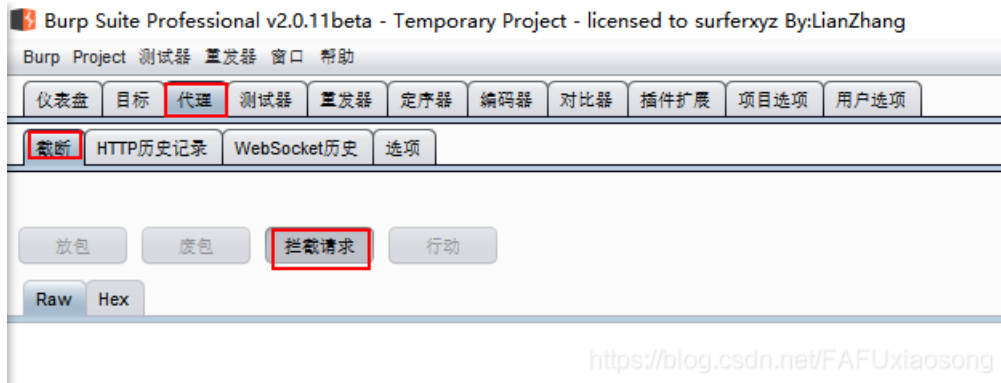 Burp Suite Professional v2.0.11beta - Temporary Project - licensed to surferxyz By:LianZhang
Burp Project 测试器 重发器 窗口 帮助
仪表盘 目标 代理 测试器 重发器 定序器 编码器 对比器 插件扩展 项目选项 用户选项
截断 HTTP历史记录 WebSocket历史 选项
放包 废包 拦截请求 行动
Raw Hex
https://blog.csdn.net/FAFUxiaosong